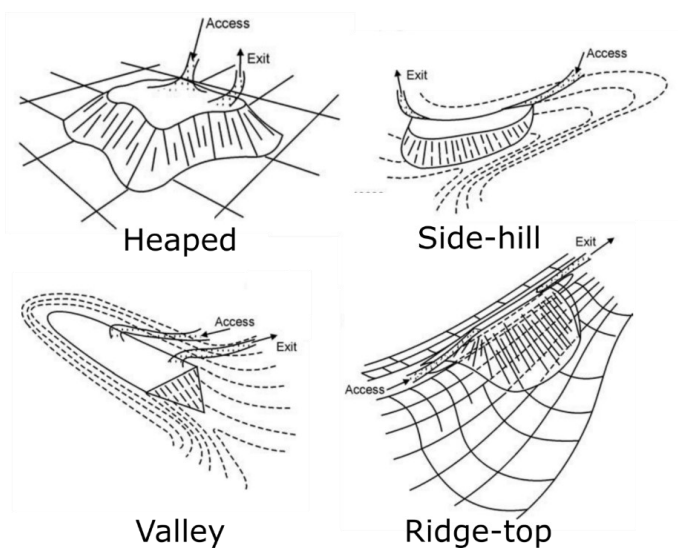 Access
Exit
Heaped
Access
Exit
Side-hill
Access
Exit
Valley
Exit
Access
Ridge-top